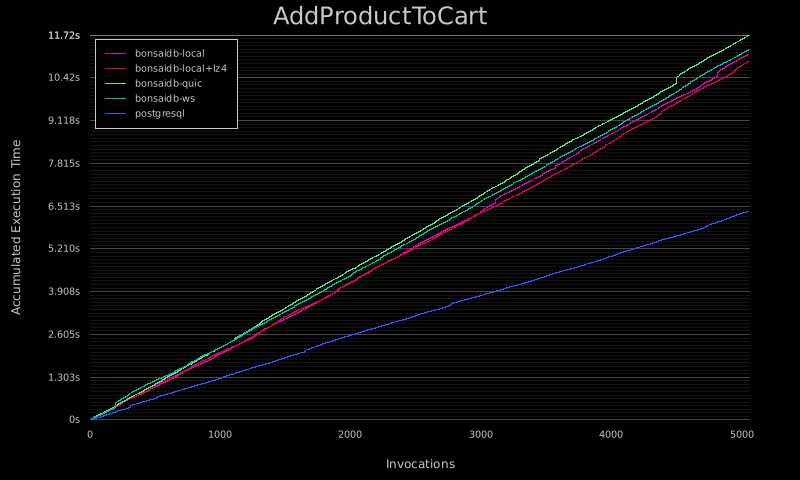 AddProductToCart
11.72s
10.42s
9.118s
7.815s
6.513s
5.210s
3.908s
2.605s
1.303s
0s
Accumulated Execution Time
bonsaidb-local
bonsaidb-local+lz4
bonsaidb-quic
bonsaidb-ws
postgresql
0 1000 2000 3000 4000 5000
Invocations